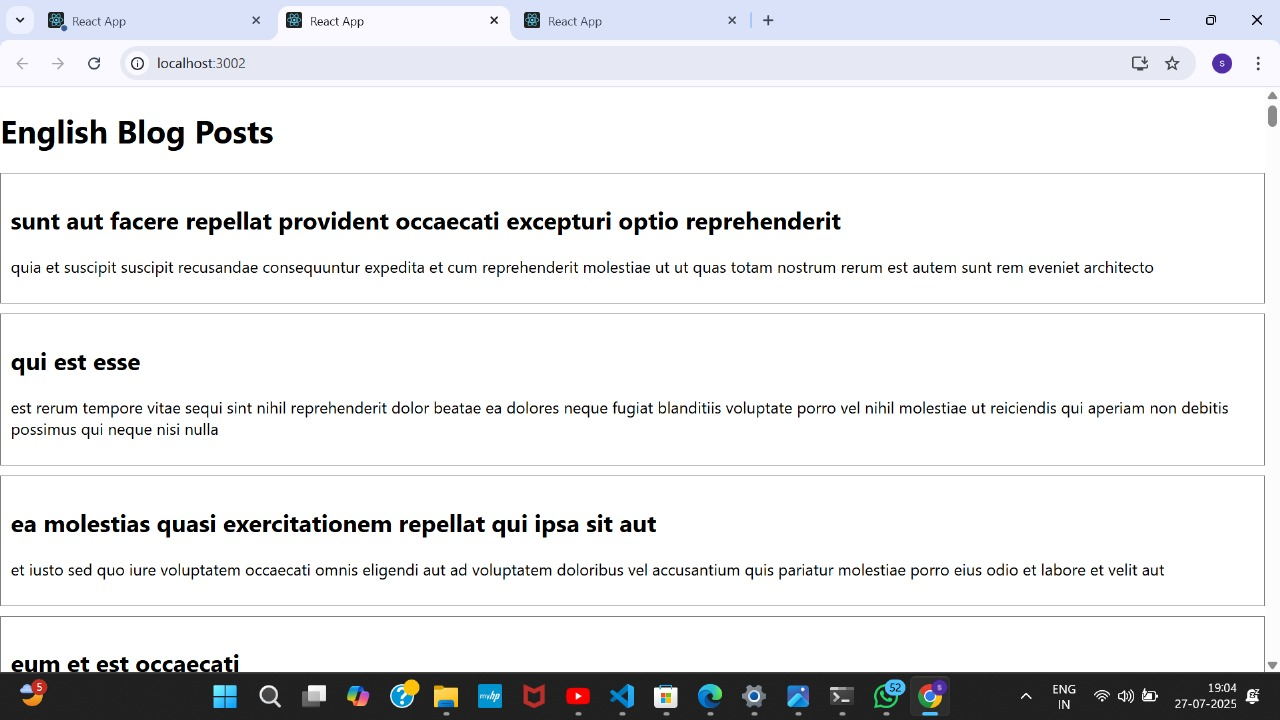 React App
React App
React App
localhost:3002
s
English Blog Posts
sunt aut facere repellat provident occaecati excepturi optio reprehenderit
quia et suscipit suscipit recusandae consequuntur expedita et cum reprehenderit molestiae ut ut quas totam nostrum rerum est autem sunt rem eveniet architecto
qui est esse
est rerum tempore vitae sequi sint nihil reprehenderit dolor beatae ea dolores neque fugiat blanditiis voluptate porro vel nihil molestiae ut reiciendis qui aperiam non debitis
possimus qui neque nisi nulla
ea molestias quasi exercitationem repellat qui ipsa sit aut
et iusto sed quo iure voluptatem occaecati omnis eligendi aut ad voluptatem doloribus vel accusantium quis pariatur molestiae porro eius odio et labore et velit aut
eum et est occaecati
5
?
myhp
52
s
ENG
IN
19:04
27-07-2025